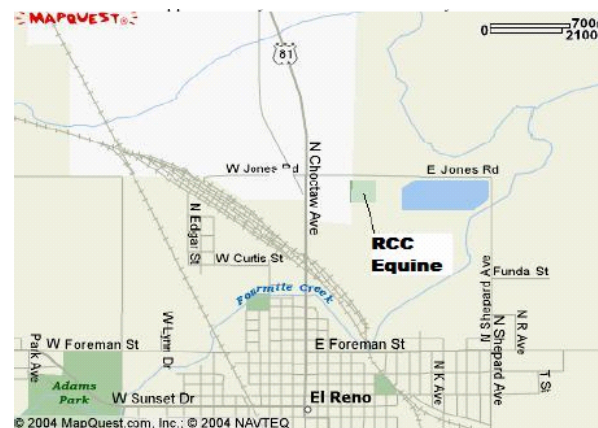 MAPQUEST
700m
2100
81
N Choctaw Ave
W Jones Rd
E Jones Rd
N Edgar St
RCC
Equine
W Curtis St
Fourmile Creek
N Shepard Ave
Funda St
Park Ave
W Foreman St
W Lynn Dr
E Foreman St
N K Ave
N Shepard Ave
N R Ave
T St
Adams
Park
W Sunset Dr
El Reno
© 2004 MapQuest.com, Inc.; © 2004 NAVTEQ